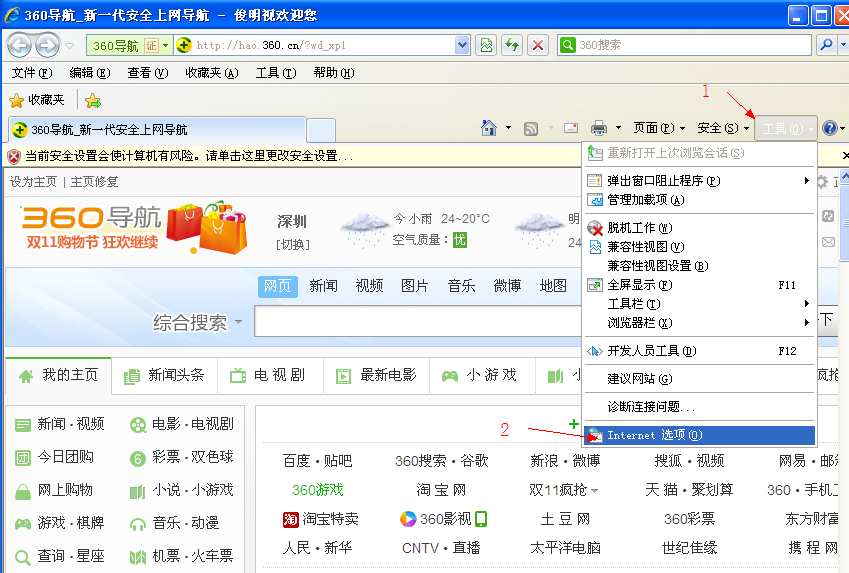 360导航_新一代安全上网导航 - 俊明视欢迎您
360导航 证 http://hao.360.cn/?wd_xp1 360搜索
文件(F) 编辑(E) 查看(V) 收藏夹(A) 工具(T) 帮助(H)
收藏夹
1
360导航_新一代安全上网导航 页面(P) 安全(S) 工具(O)
当前安全设置会使计算机有风险。请单击这里更改安全设置...
重新打开上次浏览会话(S)
弹出窗口阻止程序(P)
管理加载项(A)
脱机工作(W)
兼容性视图(V)
兼容性视图设置(B)
全屏显示(F) F11
工具栏(T)
浏览器栏(X)
开发人员工具(D) F12
建议网站(G)
诊断连接问题...
Internet 选项(O)
设为主页 | 主页修复
360导航
双11购物节 狂欢继续
深圳
[切换]
今 小雨 24~20°C
空气质量: 优
明
24
网页 新闻 视频 图片 音乐 微博 地图
综合搜索
下
我的主页 新闻头条 电视剧 最新电影 小游戏 小 疯抢
新闻·视频 电影·电视剧
今日团购 彩票·双色球
网上购物 小说·小游戏
游戏·棋牌 音乐·动漫
查询·星座 机票·火车票
2
百度·贴吧 360搜索·谷歌 新浪·微博 搜狐·视频 网易·邮
360游戏 淘宝网 双11疯抢 天猫·聚划算 360·手机
淘 淘宝特卖 360影视 土豆网 360彩票 东方财富
人民·新华 CNTV·直播 太平洋电脑 世纪佳缘 携程网